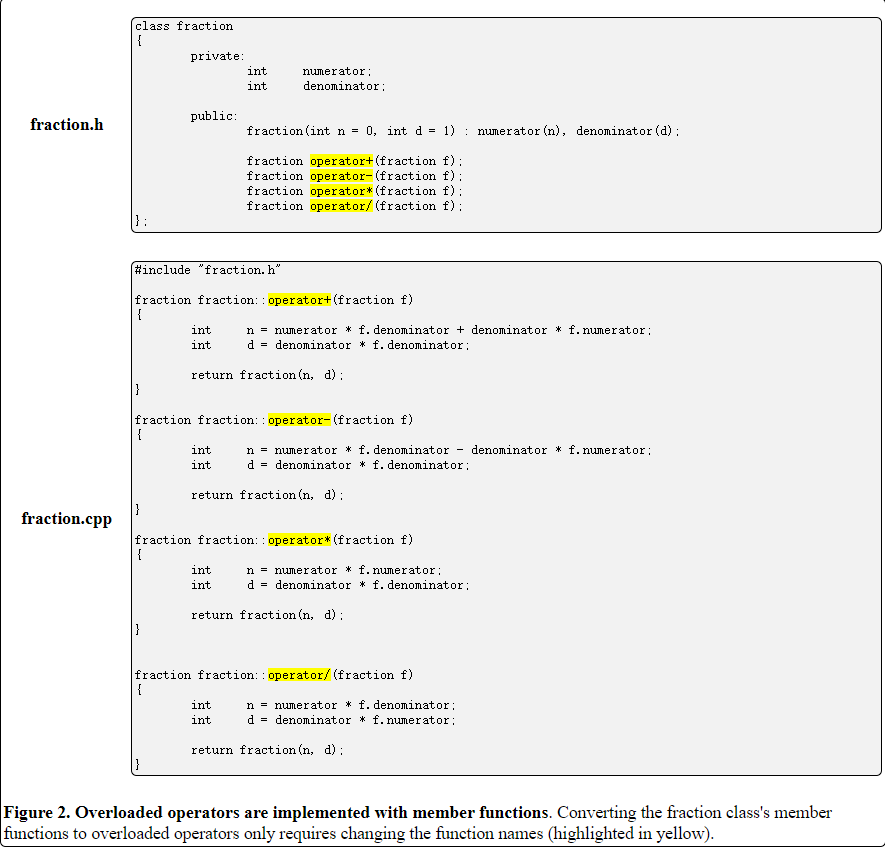 fraction.h
class fraction
{
private:
int numerator;
int denominator;
public:
fraction(int n = 0, int d = 1) : numerator(n), denominator(d);
fraction operator+(fraction f);
fraction operator-(fraction f);
fraction operator*(fraction f);
fraction operator/(fraction f);
};
fraction.cpp
#include "fraction.h"
fraction fraction::operator+(fraction f)
{
int n = numerator * f.denominator + denominator * f.numerator;
int d = denominator * f.denominator;
return fraction(n, d);
}
fraction fraction::operator-(fraction f)
{
int n = numerator * f.denominator - denominator * f.numerator;
int d = denominator * f.denominator;
return fraction(n, d);
}
fraction fraction::operator*(fraction f)
{
int n = numerator * f.numerator;
int d = denominator * f.denominator;
return fraction(n, d);
}
fraction fraction::operator/(fraction f)
{
int n = numerator * f.denominator;
int d = denominator * f.numerator;
return fraction(n, d);
}
Figure 2. Overloaded operators are implemented with member functions. Converting the fraction class's member
functions to overloaded operators only requires changing the function names (highlighted in yellow).